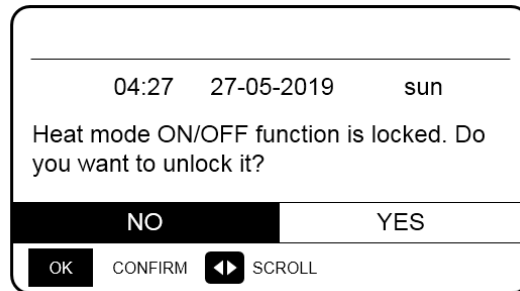 04:27 27-05-2019 sun
Heat mode ON/OFF function is locked. Do
you want to unlock it?
NO YES
OK CONFIRM SCROLL